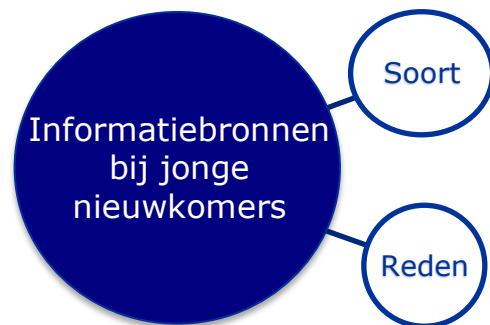 Informatiebronnen
bij jonge
nieuwkomers
Soort
Reden